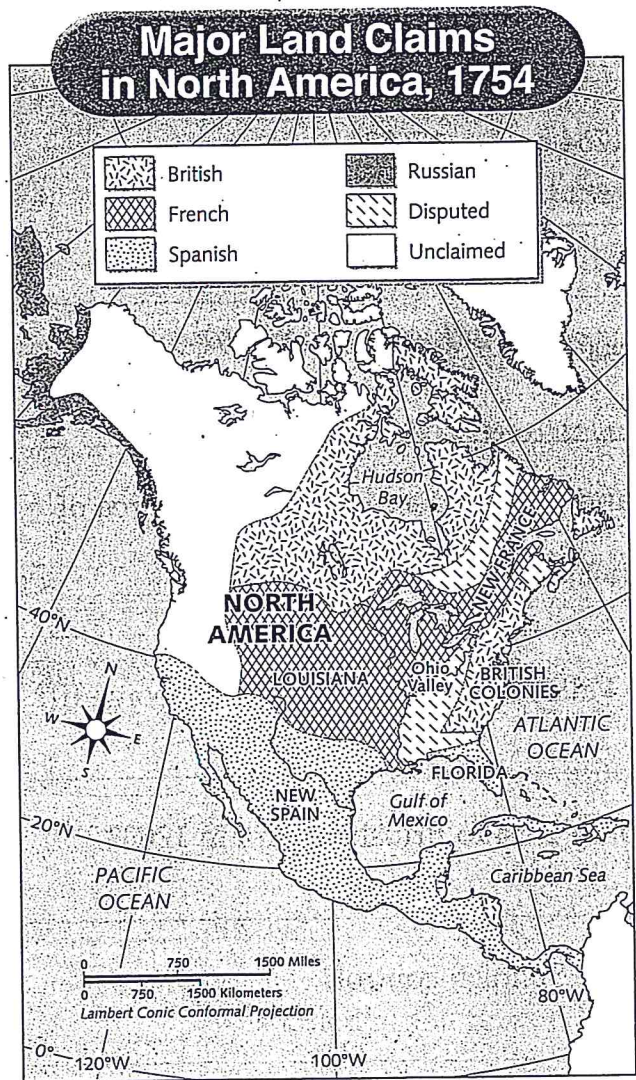 Major Land Claims
in North America, 1754
British
French
Spanish
Russian
Disputed
Unclaimed
Hudson
Bay
NEW FRANCE
NORTH
AMERICA
40°N
LOUISIANA
Ohio
Valley
BRITISH
COLONIES
N
W
E
S
ATLANTIC
OCEAN
FLORIDA
NEW
SPAIN
Gulf of
Mexico
20°N
PACIFIC
OCEAN
Caribbean Sea
0 750 1500 Miles
0 750 1500 Kilometers
Lambert Conic Conformal Projection
80°W
0°
120°W
100°W